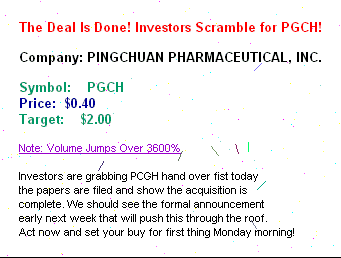 The Deal Is Done! Investors Scramble for PGCH!
Company: PINGCHUAN PHARMACEUTICAL, INC.
Symbol: PGCH
Price: $0.40
Target: $2.00
Note: Volume Jumps Over 3600%
Investors are grabbing PCGH hand over fist today
the papers are filed and show the acquisition is
complete. We should see the formal announcement
early next week that will push this through the roof.
Act now and set your buy for first thing Monday morning!